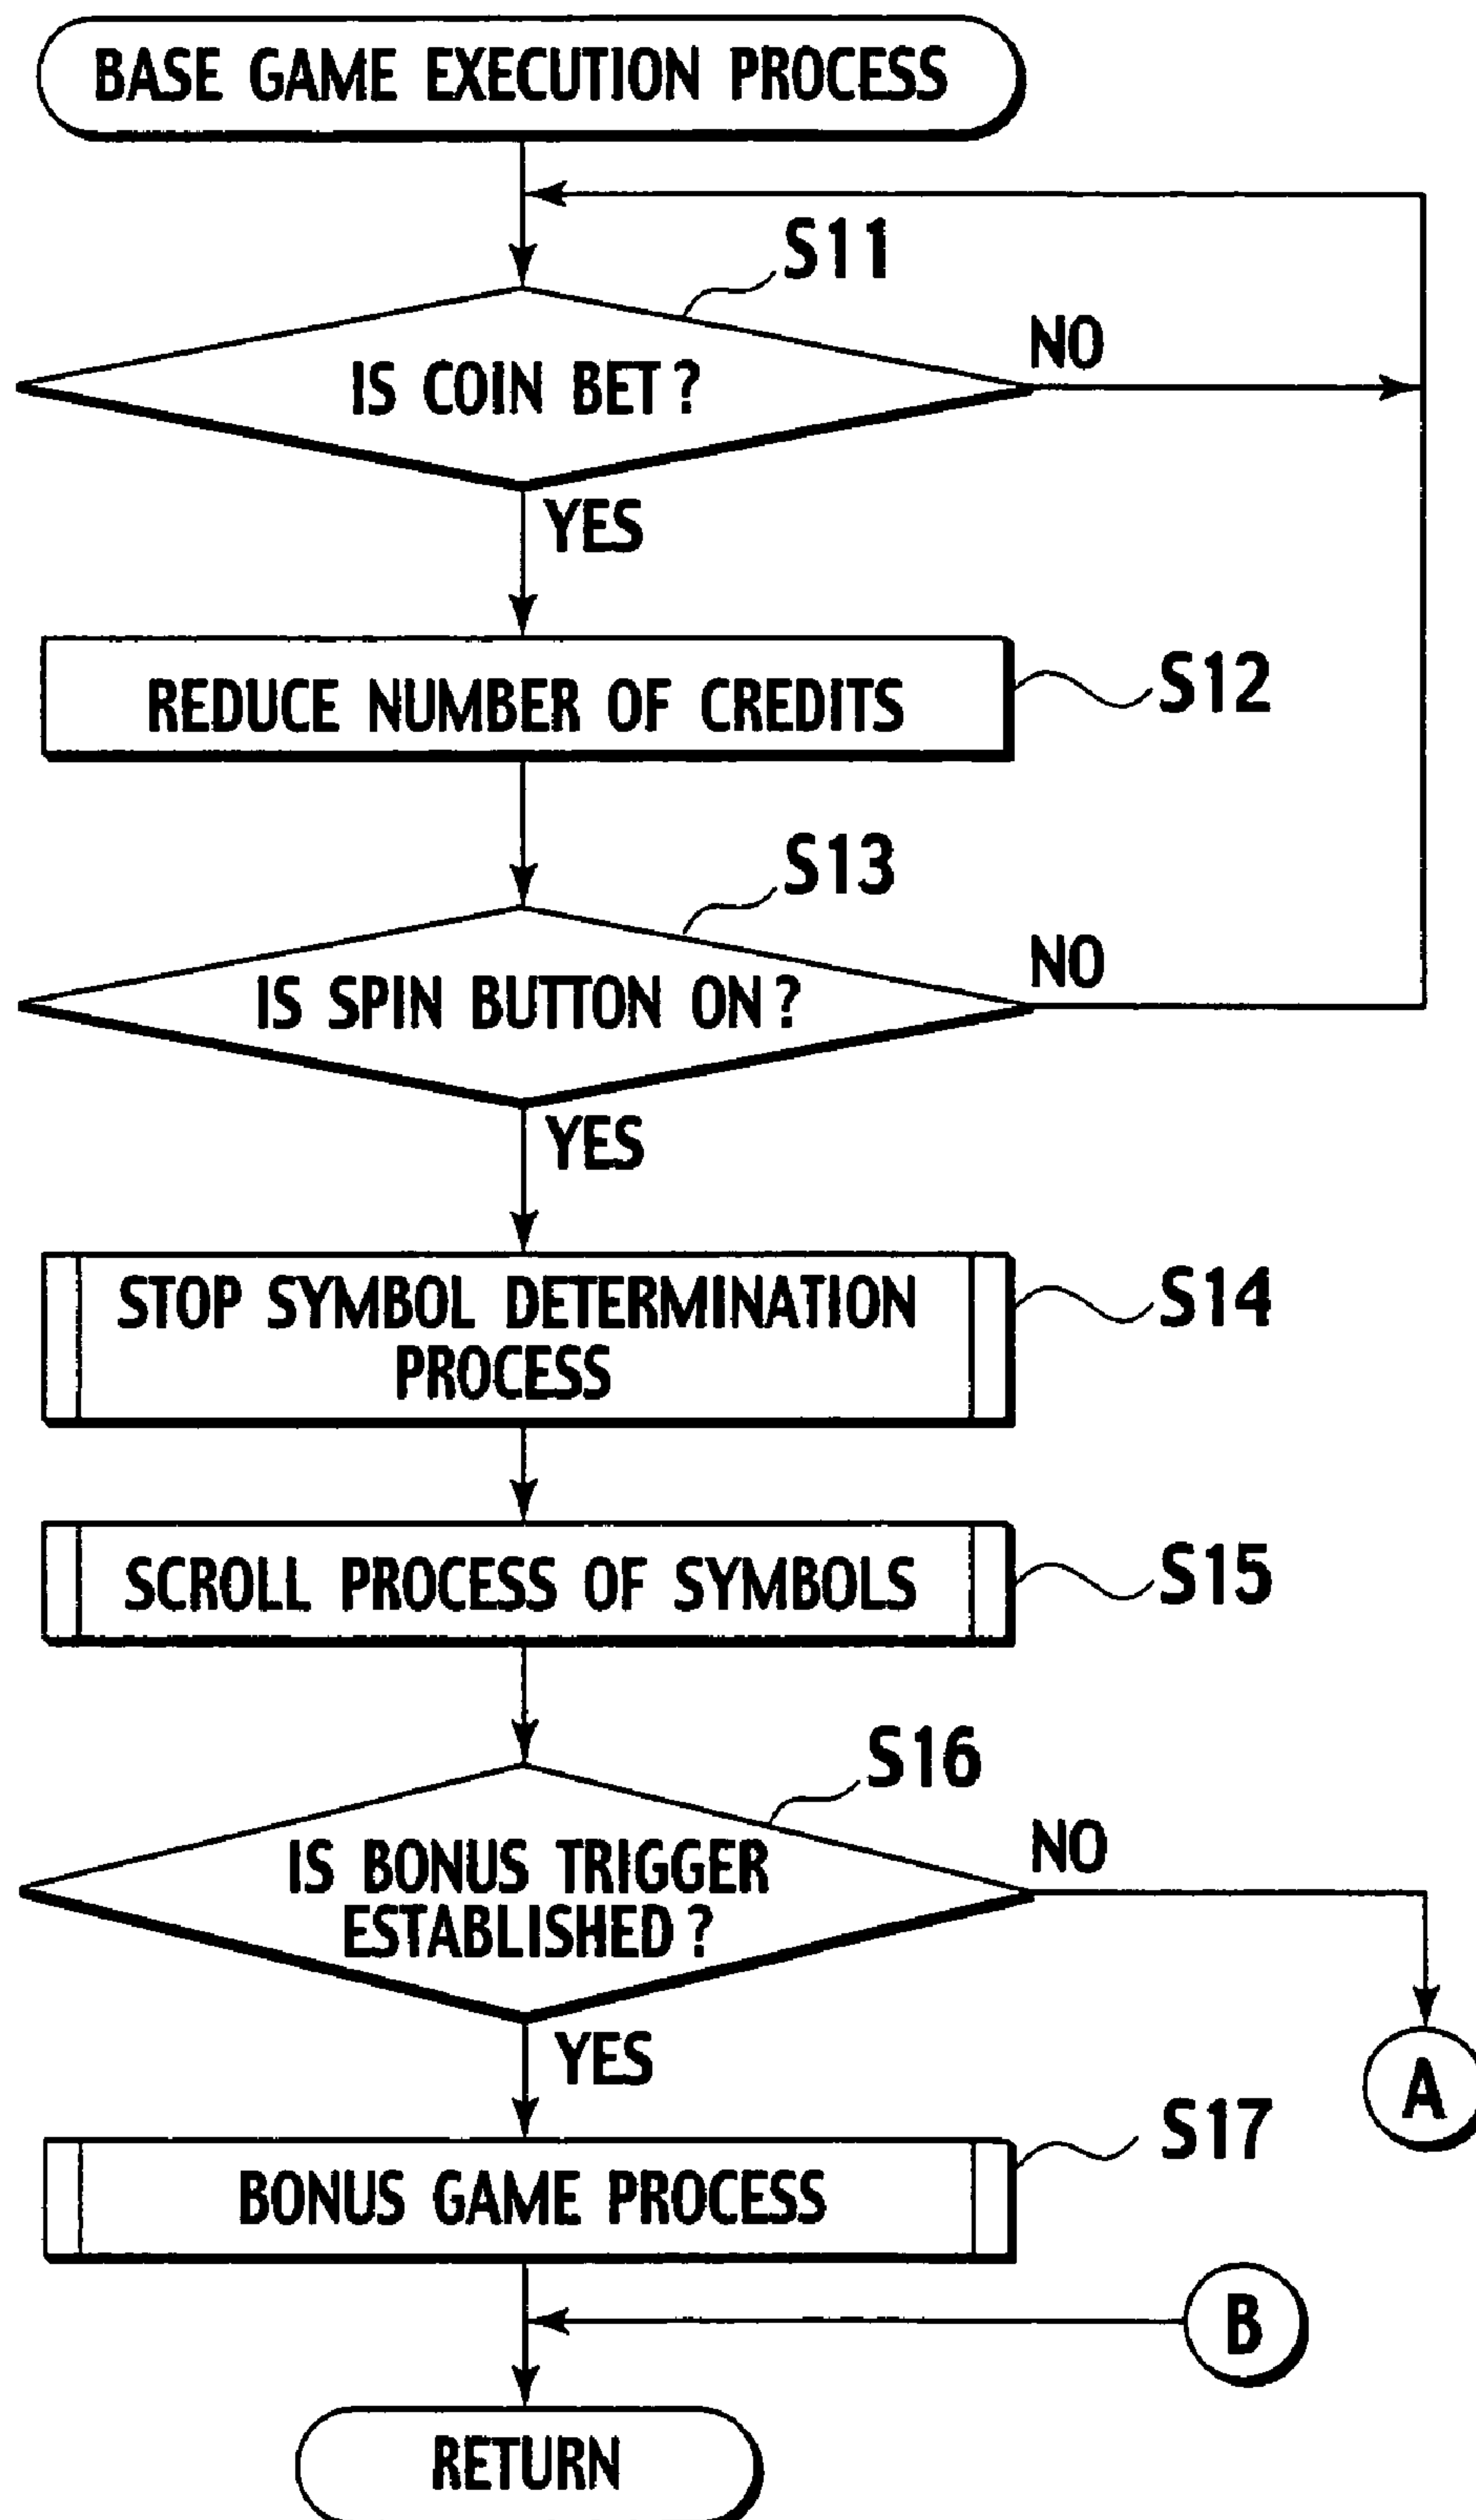 BASE GAME EXECUTION PROCESS
S11
IS COIN BET?
NO
YES
REDUCE NUMBER OF CREDITS
S12
S13
IS SPIN BUTTON ON?
NO
YES
STOP SYMBOL DETERMINATION
PROCESS
S14
SCROLL PROCESS OF SYMBOLS
S15
S16
IS BONUS TRIGGER
ESTABLISHED?
NO
YES
A
BONUS GAME PROCESS
S17
B
RETURN